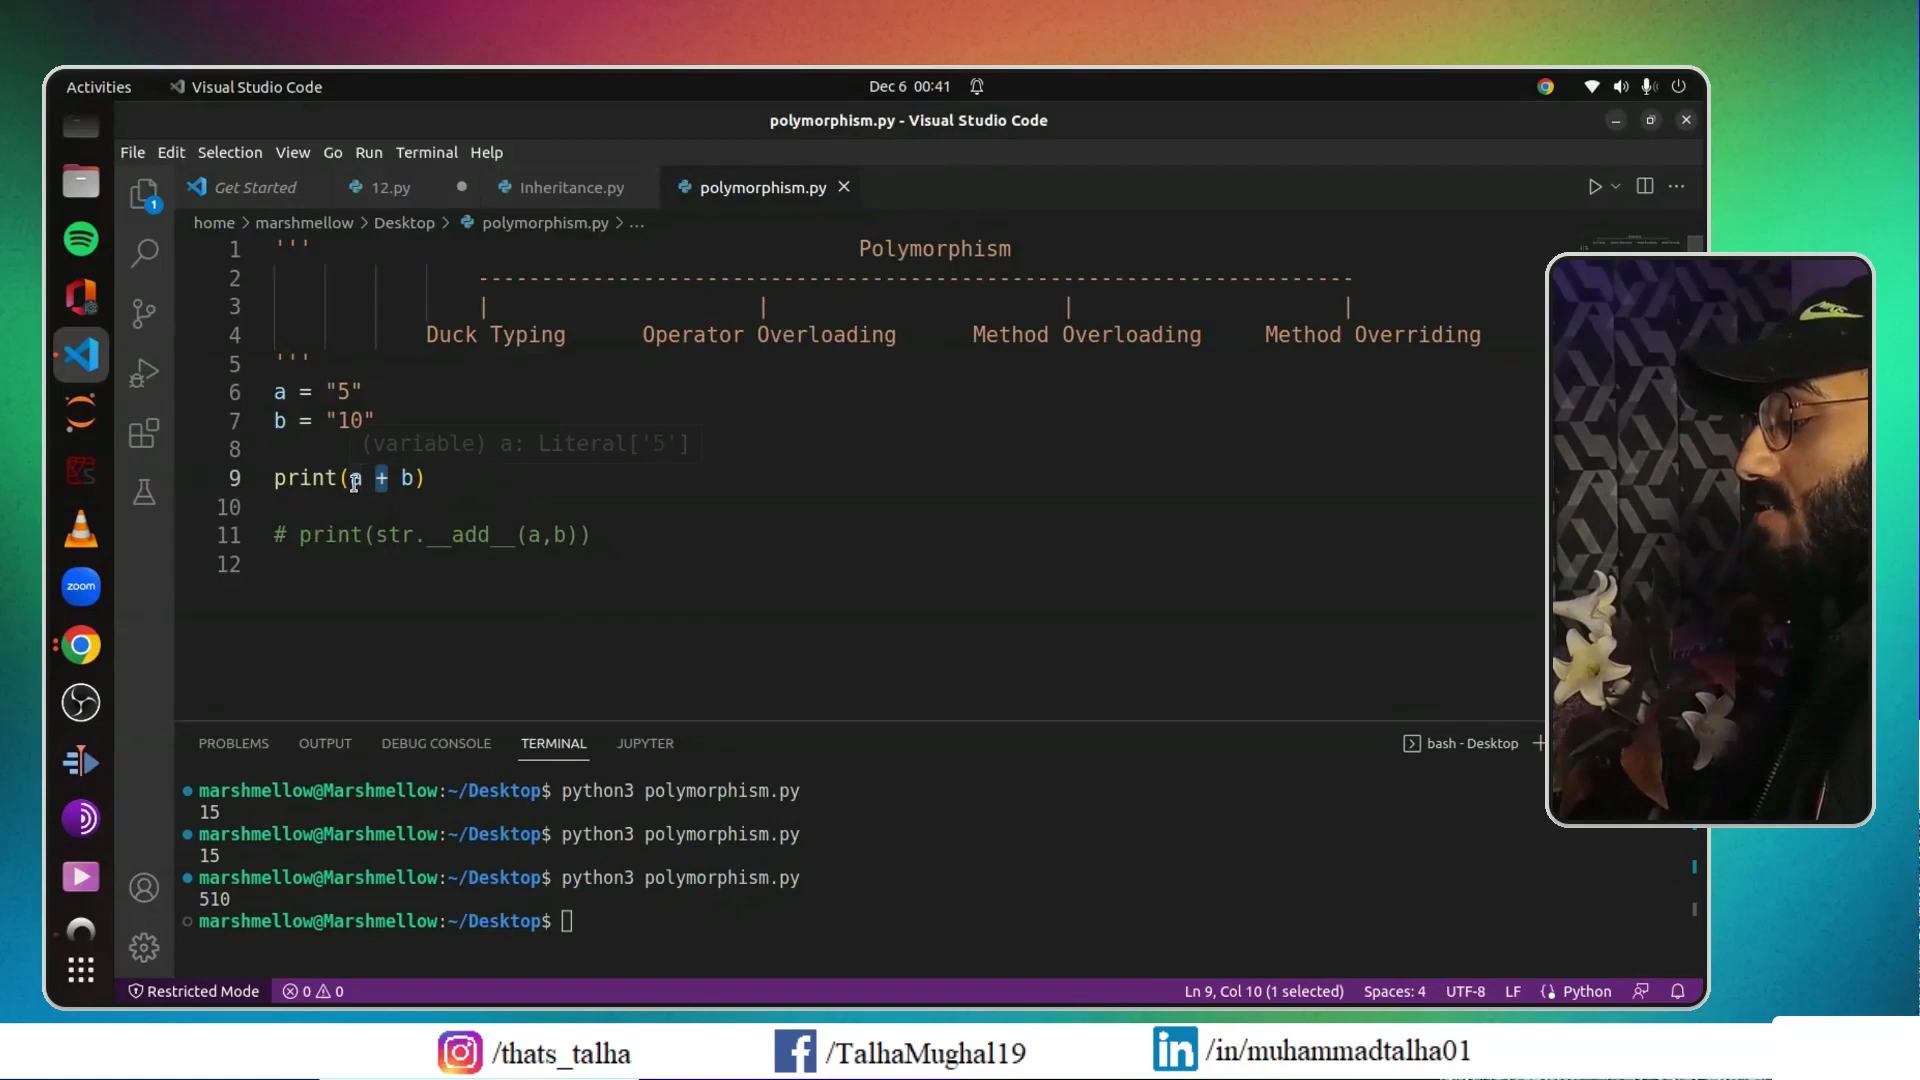 Activities Visual Studio Code Dec 6 00:41
polymorphism.py - Visual Studio Code
File Edit Selection View Go Run Terminal Help
Get Started 12.py Inheritance.py polymorphism.py
home > marshmellow > Desktop > polymorphism.py > ...
1 ''' Polymorphism
2 ---------------------------------------------------------------------
3 | | | |
4 Duck Typing Operator Overloading Method Overloading Method Overriding
5 '''
6 a = "5"
7 b = "10"
8 (variable) a: Literal['5']
9 print(a + b)
10
11 # print(str.__add__(a,b))
12
PROBLEMS OUTPUT DEBUG CONSOLE TERMINAL JUPYTER bash - Desktop
marshmellow@Marshmellow:~/Desktop$ python3 polymorphism.py
15
marshmellow@Marshmellow:~/Desktop$ python3 polymorphism.py
15
marshmellow@Marshmellow:~/Desktop$ python3 polymorphism.py
510
marshmellow@Marshmellow:~/Desktop$
zoom
1
Restricted Mode 0 0 Ln 9, Col 10 (1 selected) Spaces: 4 UTF-8 LF Python
/thats_talha /TalhaMughal19 /in/muhammadtalha01